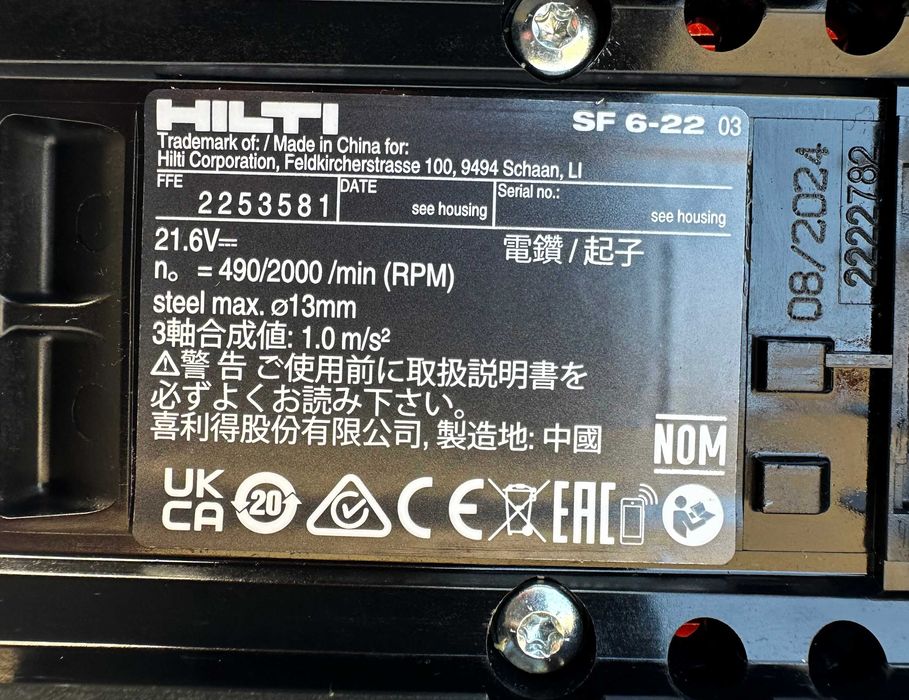 HILTI
SF 6-22 03
Trademark of: / Made in China for:
Hilti Corporation, Feldkircherstrasse 100, 9494 Schaan, LI
FFE 2253581
DATE see housing
Serial no.: see housing
21.6V⎓
電鑽 / 起子
n₀ = 490/2000 /min (RPM)
steel max. ⌀13mm
3軸合成値: 1.0 m/s²
⚠警 告 ご使用前に取扱説明書を
必ずよくお読み下さい。
喜利得股份有限公司, 製造地: 中國
NOM
UK
CA
20
CE
EAC
08/2024
2222782